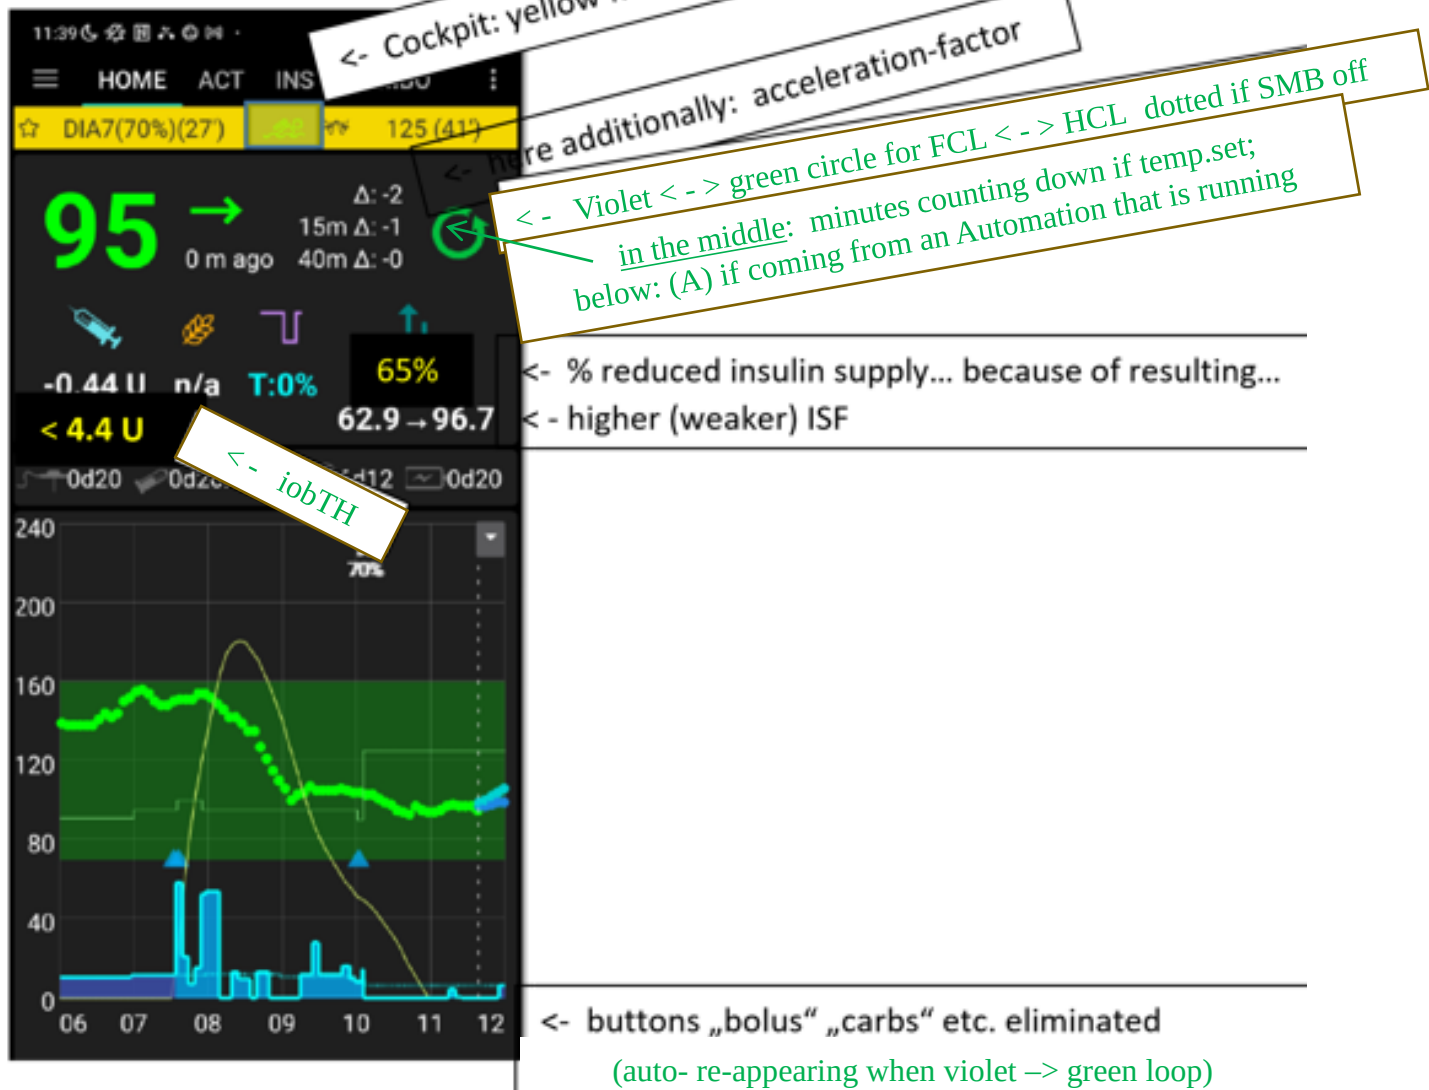 11:39
<- Cockpit: yellow
HOME ACT INS
<- here additionally: acceleration-factor
DIA7(70%)(27') 125 (41')
< - Violet < - > green circle for FCL < - > HCL dotted if SMB off
in the middle: minutes counting down if temp.set;
below: (A) if coming from an Automation that is running
95 → Δ: -2
15m Δ: -1
0 m ago 40m Δ: -0
65%
<- % reduced insulin supply... because of resulting...
-0.44 U n/a T:0%
62.9→96.7
< - higher (weaker) ISF
< 4.4 U
< - iobTH
0d20 d12 0d20
240
70%
200
160
120
80
40
0
06 07 08 09 10 11 12
<- buttons „bolus“ „carbs“ etc. eliminated
(auto- re-appearing when violet –> green loop)